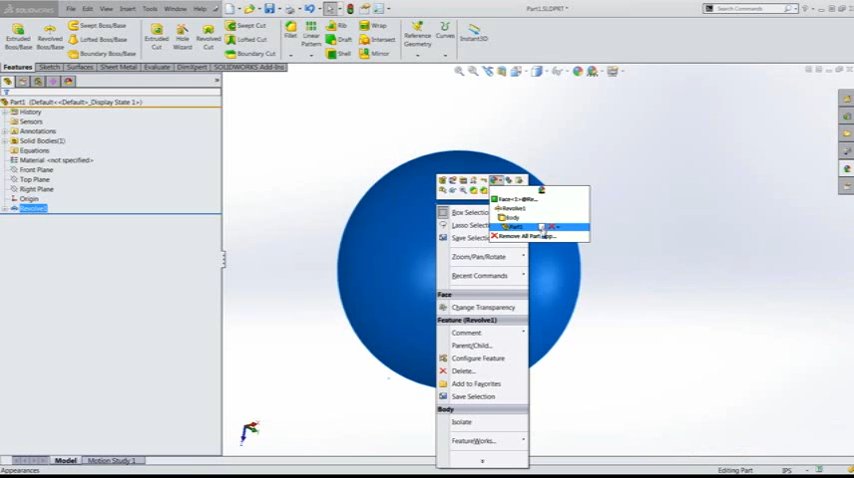 SOLIDWORKS File Edit View Insert Tools Window Help Part1.SLDPRT * Search Commands
Extruded Boss/Base
Revolved Boss/Base
Swept Boss/Base
Lofted Boss/Base
Boundary Boss/Base
Extruded Cut
Hole Wizard
Revolved Cut
Swept Cut
Lofted Cut
Boundary Cut
Fillet
Linear Pattern
Rib
Draft
Shell
Wrap
Intersect
Mirror
Reference Geometry
Curves
Instant3D
Features Sketch Surfaces Sheet Metal Evaluate DimXpert SOLIDWORKS Add-Ins
Part1 (Default<<Default>_Display State 1>)
History
Sensors
Annotations
Solid Bodies(1)
Equations
Material <not specified>
Front Plane
Top Plane
Right Plane
Origin
Revolve1
Face<1>@Re...
Revolve1
Body
Part1
Remove All Part
Box Selection
Lasso
Save
Zoom/Pan/Rotate
Recent Commands
Face
Change Transparency
Feature (Revolve1)
Comment
Parent/Child...
Configure Feature
Delete...
Add to Favorites
Save Selection
Body
Isolate
FeatureWorks...
Model Motion Study 1
Appearances Editing Part IPS